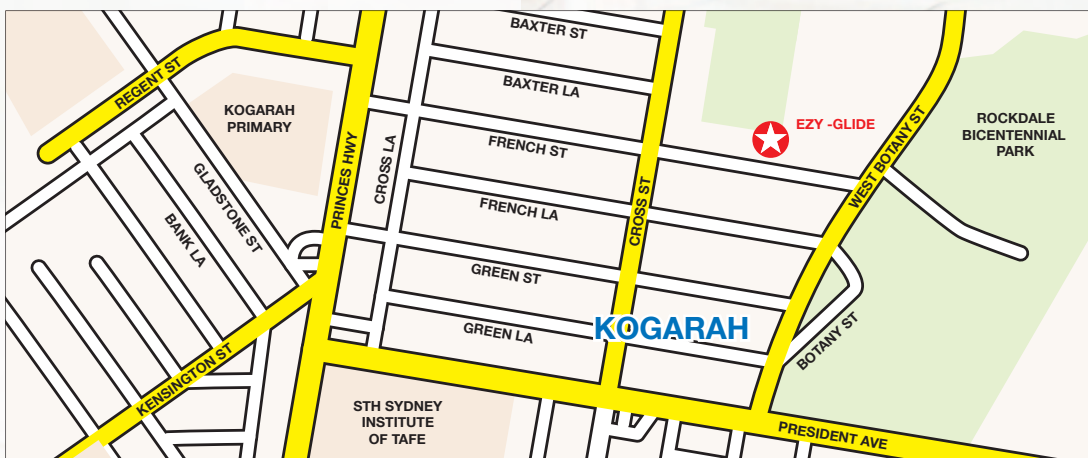 BAXTER ST
REGENT ST
BAXTER LA
KOGARAH
PRIMARY
EZY -GLIDE
ROCKDALE
BICENTENNIAL
PARK
PRINCES HWY
CROSS LA
FRENCH ST
WEST BOTANY ST
GLADSTONE ST
BANK LA
FRENCH LA
CROSS ST
GREEN ST
KOGARAH
GREEN LA
BOTANY ST
KENSINGTON ST
STH SYDNEY
INSTITUTE
OF TAFE
PRESIDENT AVE